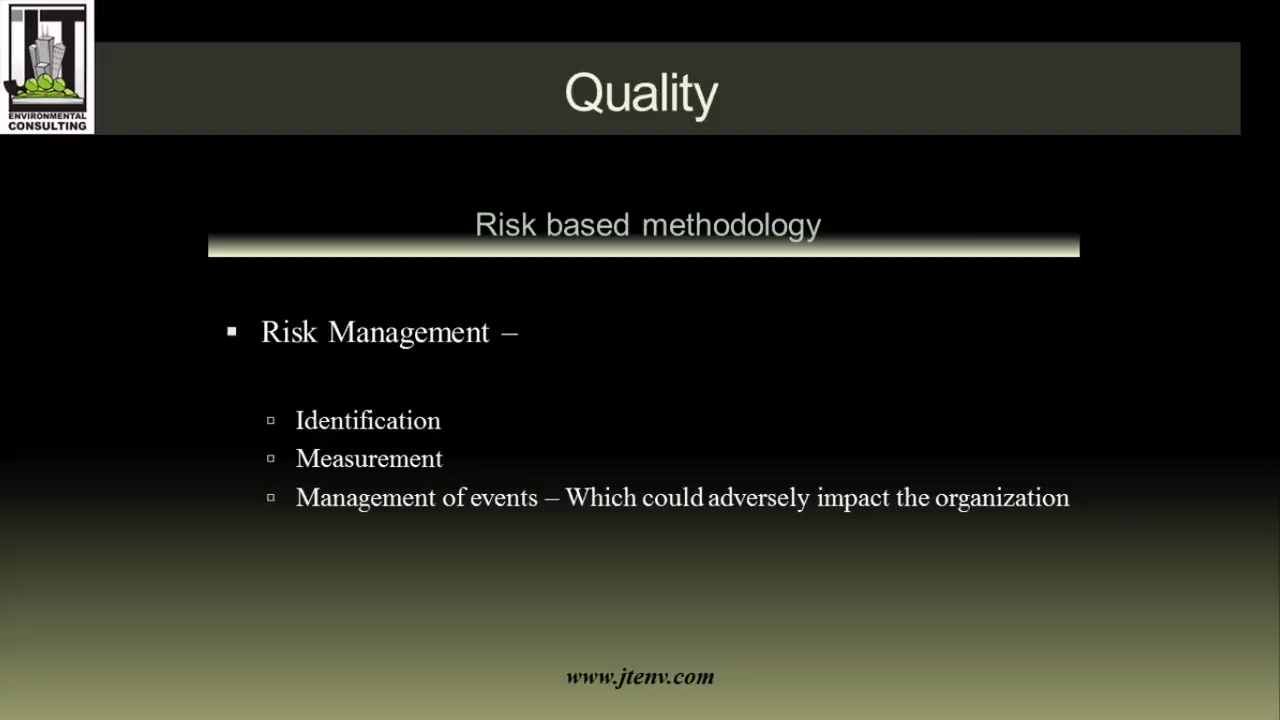 JT
ENVIRONMENTAL
CONSULTING
Quality
Risk based methodology
▪ Risk Management –
▫ Identification
▫ Measurement
▫ Management of events – Which could adversely impact the organization
www.jtenv.com